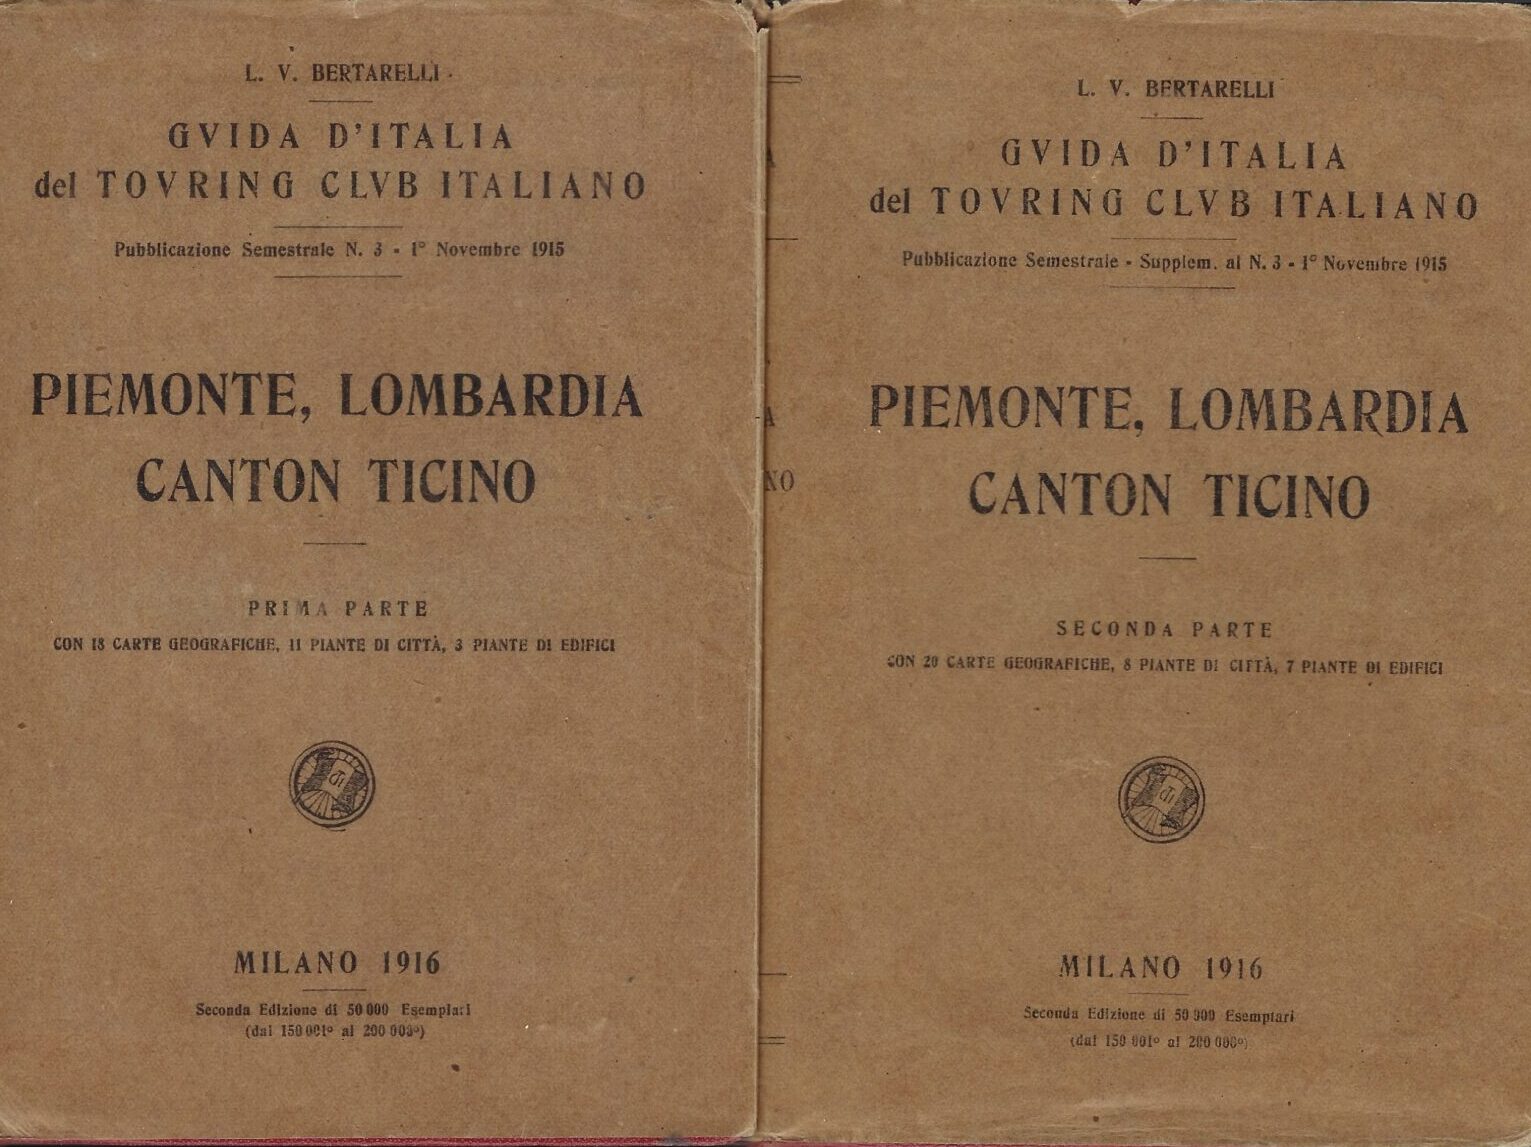 L. V. BERTARELLI
GVIDA D'ITALIA
del TOVRING CLVB ITALIANO
Pubblicazione Semestrale N. 3 - 1° Novembre 1915
PIEMONTE, LOMBARDIA
CANTON TICINO
PRIMA PARTE
CON 18 CARTE GEOGRAFICHE, 11 PIANTE DI CITTÀ, 3 PIANTE DI EDIFICI
MILANO 1916
Seconda Edizione di 50 000 Esemplari
(dal 150 001° al 200 000°)
L. V. BERTARELLI
GVIDA D'ITALIA
del TOVRING CLVB ITALIANO
Pubblicazione Semestrale - Supplem. al N. 3 - 1° Novembre 1915
PIEMONTE, LOMBARDIA
CANTON TICINO
SECONDA PARTE
CON 20 CARTE GEOGRAFICHE, 8 PIANTE DI CITTÀ, 7 PIANTE DI EDIFICI
MILANO 1916
Seconda Edizione di 50 000 Esemplari
(dal 150 001° al 200 000°)